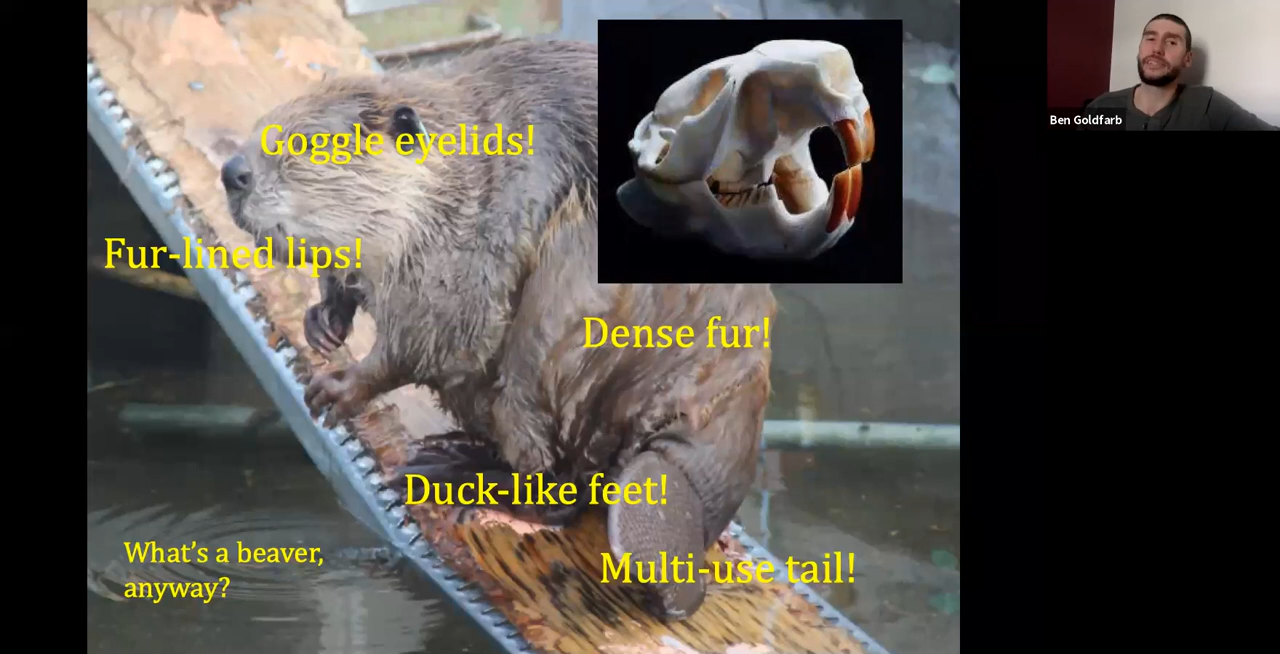 Goggle eyelids!
Fur-lined lips!
Dense fur!
Duck-like feet!
Multi-use tail!
What's a beaver,
anyway?
Ben Goldfarb